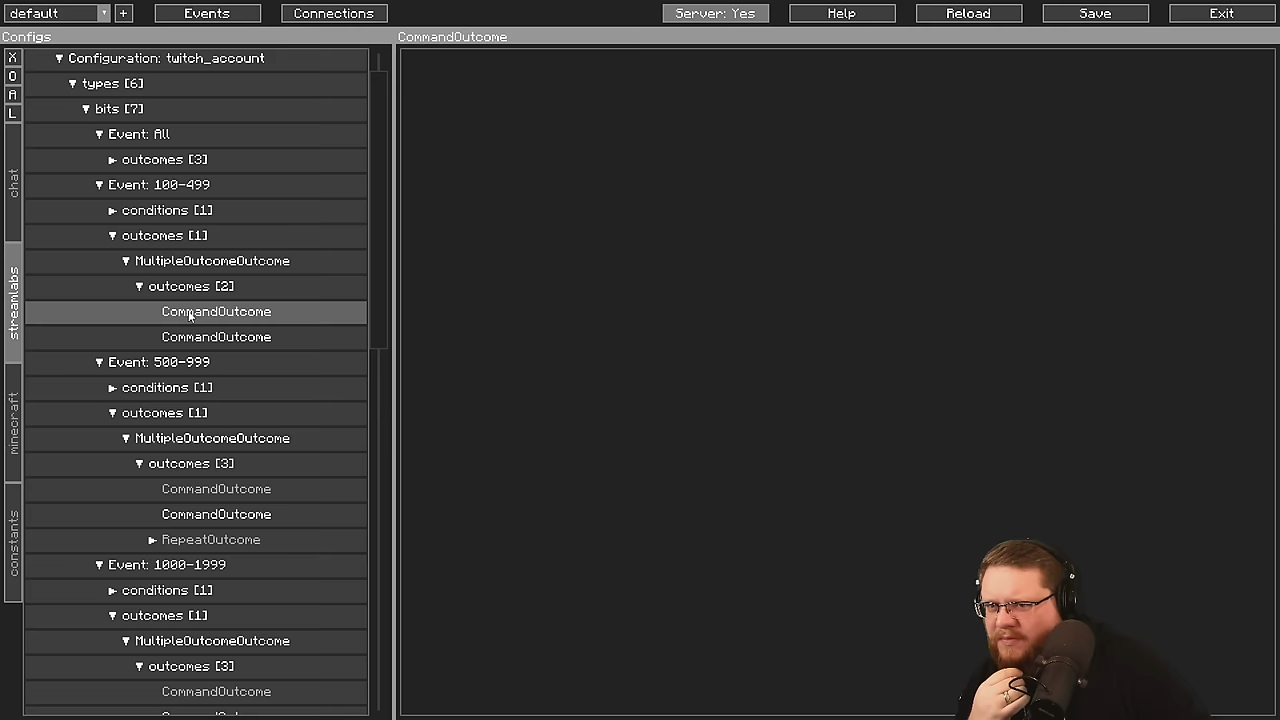 default + Events Connections Server: Yes Help Reload Save Exit
Configs
CommandOutcome
X
O
A
L
chat
streamlabs
minecraft
constants
Configuration: twitch_account
types [6]
bits [7]
Event: All
outcomes [3]
Event: 100-499
conditions [1]
outcomes [1]
MultipleOutcomeOutcome
outcomes [2]
CommandOutcome
CommandOutcome
Event: 500-999
conditions [1]
outcomes [1]
MultipleOutcomeOutcome
outcomes [3]
CommandOutcome
CommandOutcome
RepeatOutcome
Event: 1000-1999
conditions [1]
outcomes [1]
MultipleOutcomeOutcome
outcomes [3]
CommandOutcome